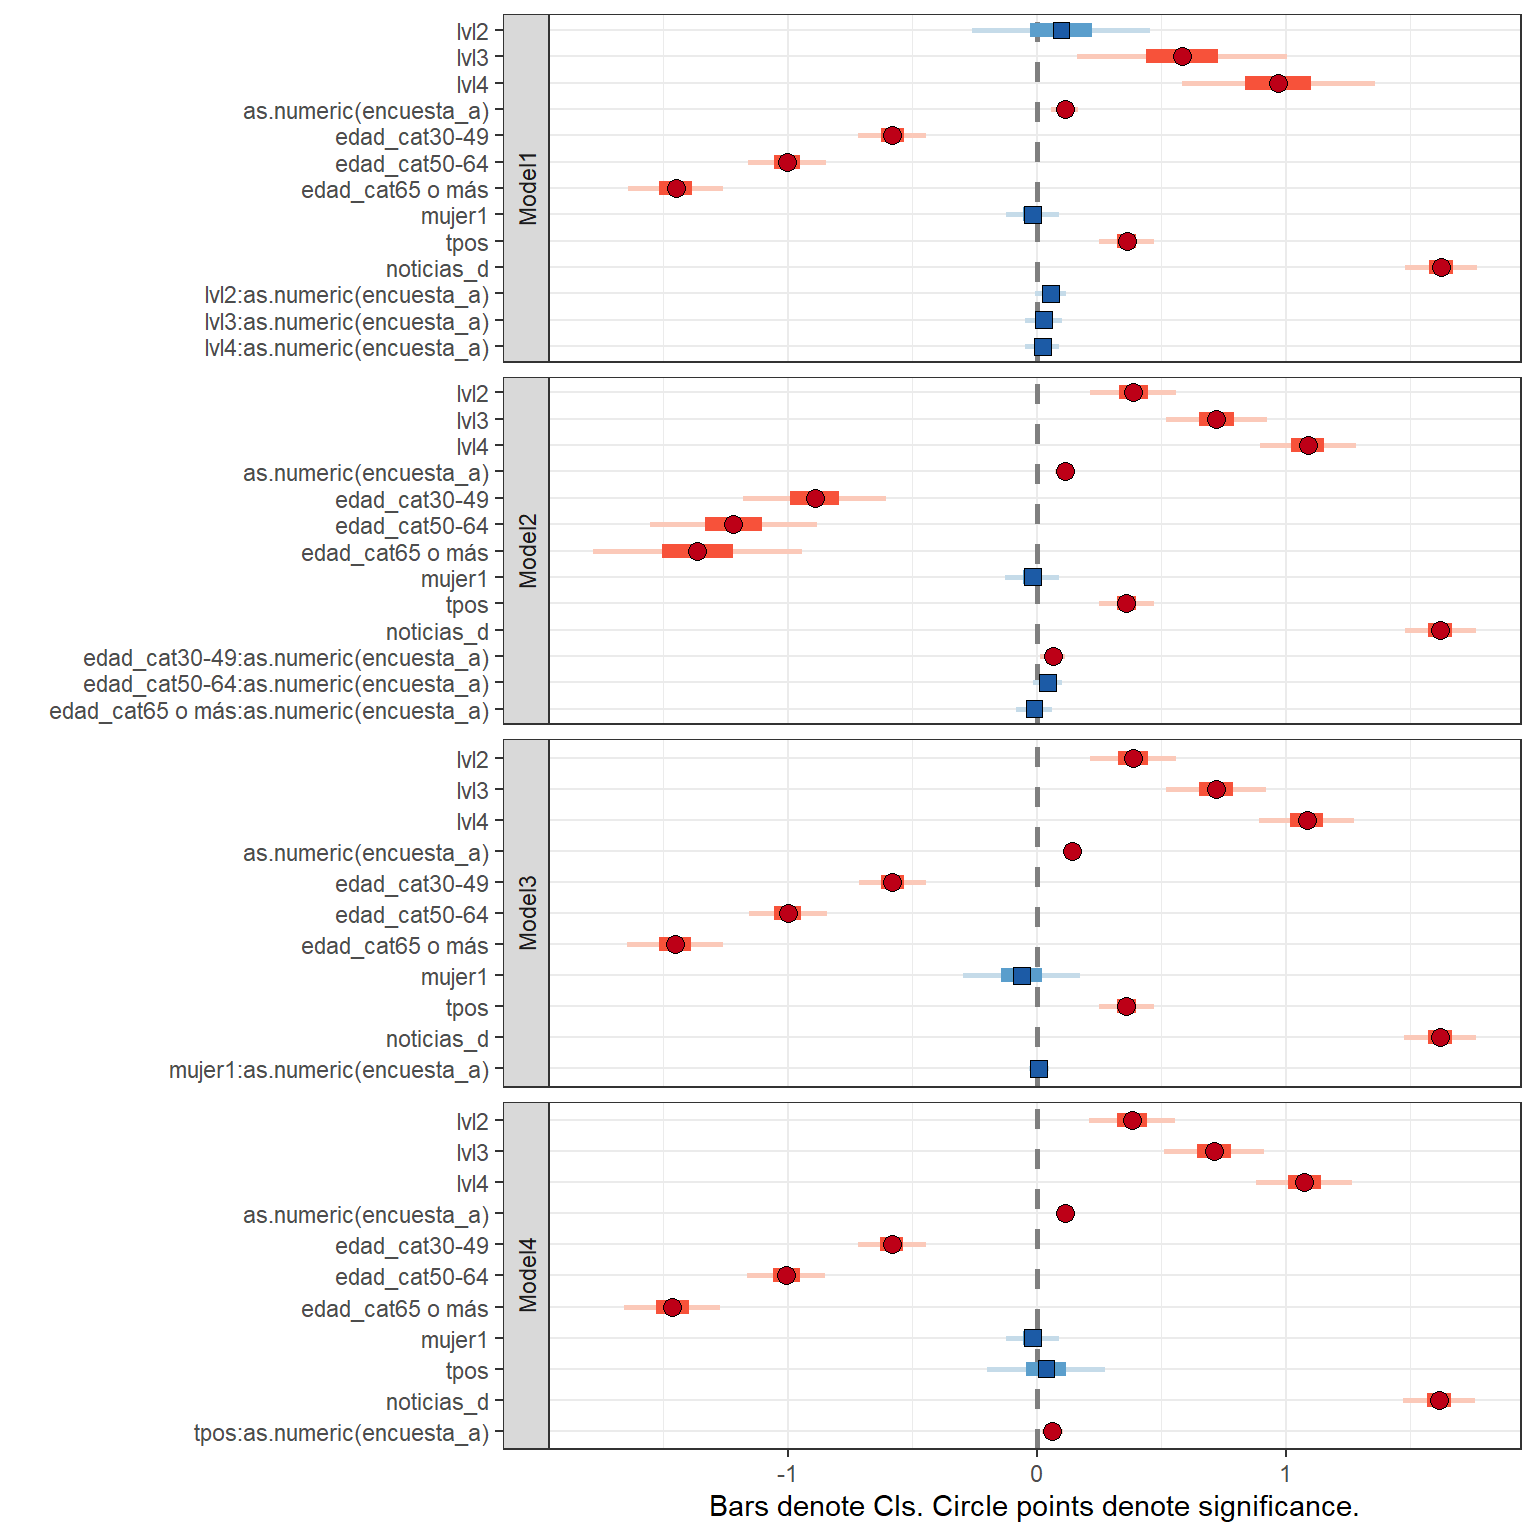 lvl2
lvl3
lvl4
as.numeric(encuesta_a)
edad_cat30-49
edad_cat50-64
edad_cat65 o más
mujer1
tpos
noticias_d
lvl2:as.numeric(encuesta_a)
lvl3:as.numeric(encuesta_a)
lvl4:as.numeric(encuesta_a)
Model1
lvl2
lvl3
lvl4
as.numeric(encuesta_a)
edad_cat30-49
edad_cat50-64
edad_cat65 o más
mujer1
tpos
noticias_d
edad_cat30-49:as.numeric(encuesta_a)
edad_cat50-64:as.numeric(encuesta_a)
edad_cat65 o más:as.numeric(encuesta_a)
Model2
lvl2
lvl3
lvl4
as.numeric(encuesta_a)
edad_cat30-49
edad_cat50-64
edad_cat65 o más
mujer1
tpos
noticias_d
mujer1:as.numeric(encuesta_a)
Model3
lvl2
lvl3
lvl4
as.numeric(encuesta_a)
edad_cat30-49
edad_cat50-64
edad_cat65 o más
mujer1
tpos
noticias_d
tpos:as.numeric(encuesta_a)
Model4
-1 0 1
Bars denote CIs. Circle points denote significance.